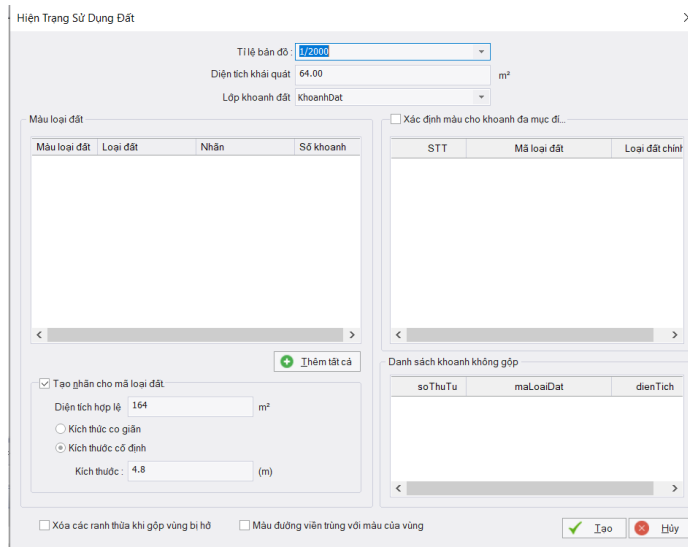 Hiện Trạng Sử Dụng Đất
Tỉ lệ bản đồ : 1/2000
Diện tích khái quát 64.00 m²
Lớp khoanh đất KhoanhDat
Màu loại đất
Màu loại đất Loại đất Nhãn Số khoanh
Thêm tất cả
Tạo nhãn cho mã loại đất.
Diện tích hợp lệ 164 m²
Kích thức co giãn
Kích thước cố định
Kích thước : 4.8 (m)
Xác định màu cho khoanh đa mục đí...
STT Mã loại đất Loại đất chính
Danh sách khoanh không gộp
soThuTu maLoaiDat dienTich
Xóa các ranh thừa khi gộp vùng bị hở
Màu đường viền trùng với màu của vùng
Tạo
Hủy